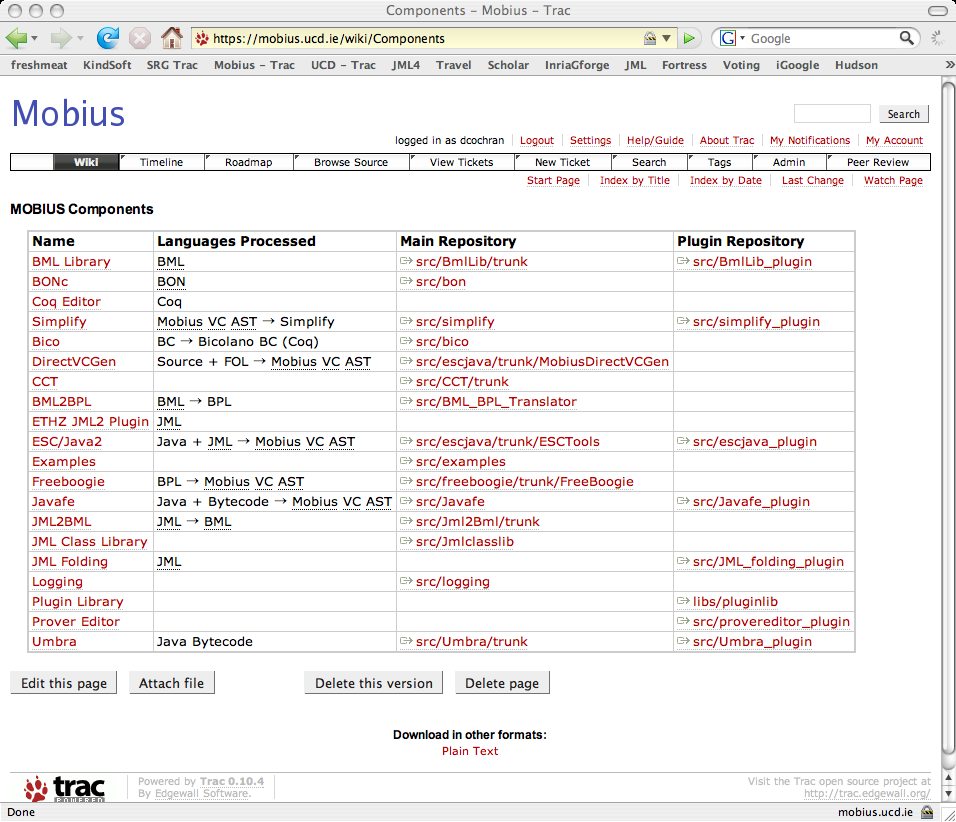 Components – Mobius – Trac
https://mobius.ucd.ie/wiki/Components
G Google
freshmeat KindSoft SRG Trac Mobius - Trac UCD - Trac JML4 Travel Scholar InriaGforge JML Fortress Voting iGoogle Hudson »
Mobius
Search
logged in as dcochran Logout Settings Help/Guide About Trac My Notifications My Account
Wiki Timeline Roadmap Browse Source View Tickets New Ticket Search Tags Admin Peer Review
Start Page Index by Title Index by Date Last Change Watch Page
MOBIUS Components
Name Languages Processed Main Repository Plugin Repository
BML Library BML src/BmlLib/trunk src/BmlLib_plugin
BONc BON src/bon
Coq Editor Coq
Simplify Mobius VC AST → Simplify src/simplify src/simplify_plugin
Bico BC → Bicolano BC (Coq) src/bico
DirectVCGen Source + FOL → Mobius VC AST src/escjava/trunk/MobiusDirectVCGen
CCT src/CCT/trunk
BML2BPL BML → BPL src/BML_BPL_Translator
ETHZ JML2 Plugin JML
ESC/Java2 Java + JML → Mobius VC AST src/escjava/trunk/ESCTools src/escjava_plugin
Examples src/examples
Freeboogie BPL → Mobius VC AST src/freeboogie/trunk/FreeBoogie
Javafe Java + Bytecode → Mobius VC AST src/Javafe src/Javafe_plugin
JML2BML JML → BML src/Jml2Bml/trunk
JML Class Library src/Jmlclasslib
JML Folding JML src/JML_folding_plugin
Logging src/logging
Plugin Library libs/pluginlib
Prover Editor src/provereditor_plugin
Umbra Java Bytecode src/Umbra/trunk src/Umbra_plugin
Edit this page Attach file Delete this version Delete page
Download in other formats:
Plain Text
trac POWERED
Powered by Trac 0.10.4
By Edgewall Software.
Visit the Trac open source project at
http://trac.edgewall.org/
Done mobius.ucd.ie